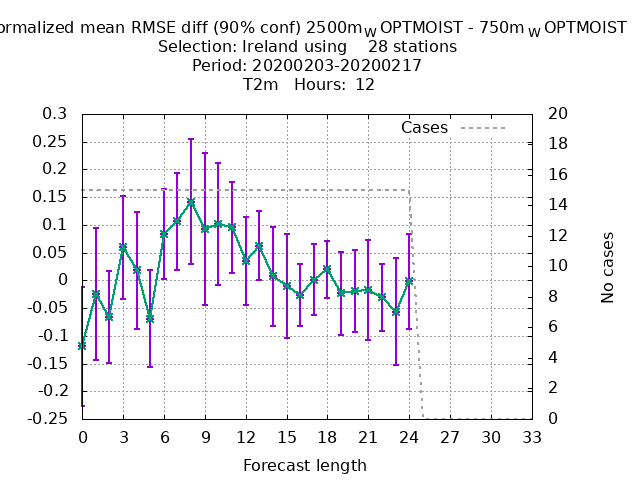 ormalized mean RMSE diff (90% conf) 2500m_W OPTMOIST - 750m_W OPTMOIST
Selection: Ireland using 28 stations
Period: 20200203-20200217
T2m Hours: 12
Cases
0.3
0.25
0.2
0.15
0.1
0.05
0
-0.05
-0.1
-0.15
-0.2
-0.25
20
18
16
14
12
10
8
6
4
2
0
No cases
0 3 6 9 12 15 18 21 24 27 30 33
Forecast length